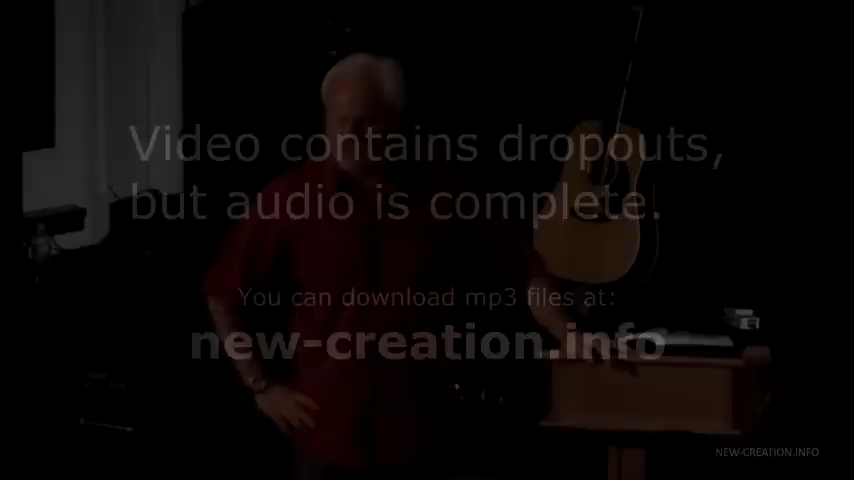 Video contains dropouts,
but audio is complete.
You can download mp3 files at:
new-creation.info
NEW-CREATION.INFO